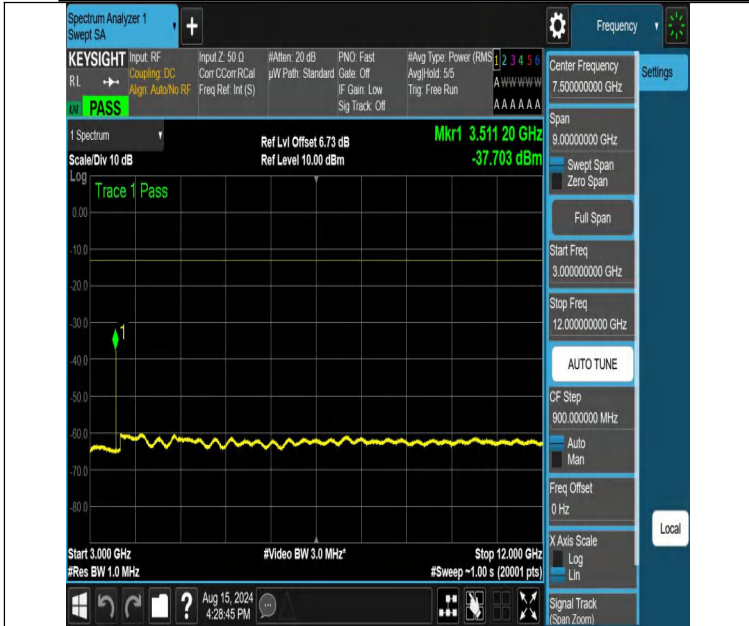 Spectrum Analyzer 1
Swept SA
+
Frequency
KEYSIGHT Input: RF Input Z: 50 Ω #Atten: 20 dB PNO: Fast #Avg Type: Power (RMS 1 2 3 4 5 6
RL Coupling: DC Corr CCorr RCal µW Path: Standard Gate: Off Avg|Hold: 5/5 A W W W W W
Align: Auto/No RF Freq Ref: Int (S) IF Gain: Low Trig: Free Run
LXI PASS Sig Track: Off A A A A A A
1 Spectrum
Ref Lvl Offset 6.73 dB
Mkr1 3.511 20 GHz
Scale/Div 10 dB
Ref Level 10.00 dBm
-37.703 dBm
Log
Trace 1 Pass
0.00
-10.0
-20.0
-30.0
1
-40.0
-50.0
-60.0
-70.0
-80.0
Start 3.000 GHz
#Video BW 3.0 MHz*
Stop 12.000 GHz
#Res BW 1.0 MHz
#Sweep ~1.00 s (20001 pts)
?
Aug 15, 2024
4:28:45 PM
Center Frequency
7.500000000 GHz
Settings
Span
9.00000000 GHz
Swept Span
Zero Span
Full Span
Start Freq
3.000000000 GHz
Stop Freq
12.000000000 GHz
AUTO TUNE
CF Step
900.000000 MHz
Auto
Man
Freq Offset
0 Hz
Local
X Axis Scale
Log
Lin
Signal Track
(Span Zoom)